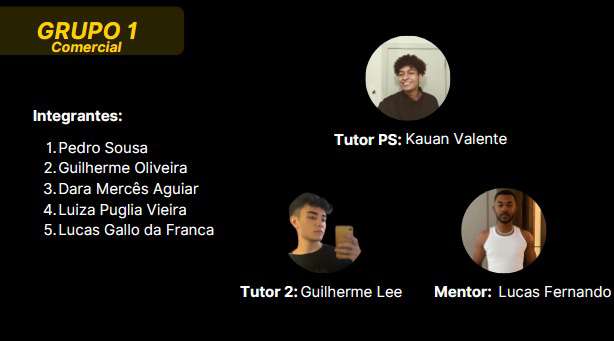 GRUPO 1
Comercial
Integrantes:
1. Pedro Sousa
2. Guilherme Oliveira
3. Dara Mercês Aguiar
4. Luiza Puglia Vieira
5. Lucas Gallo da Franca
Tutor PS: Kauan Valente
Tutor 2: Guilherme Lee
Mentor: Lucas Fernando